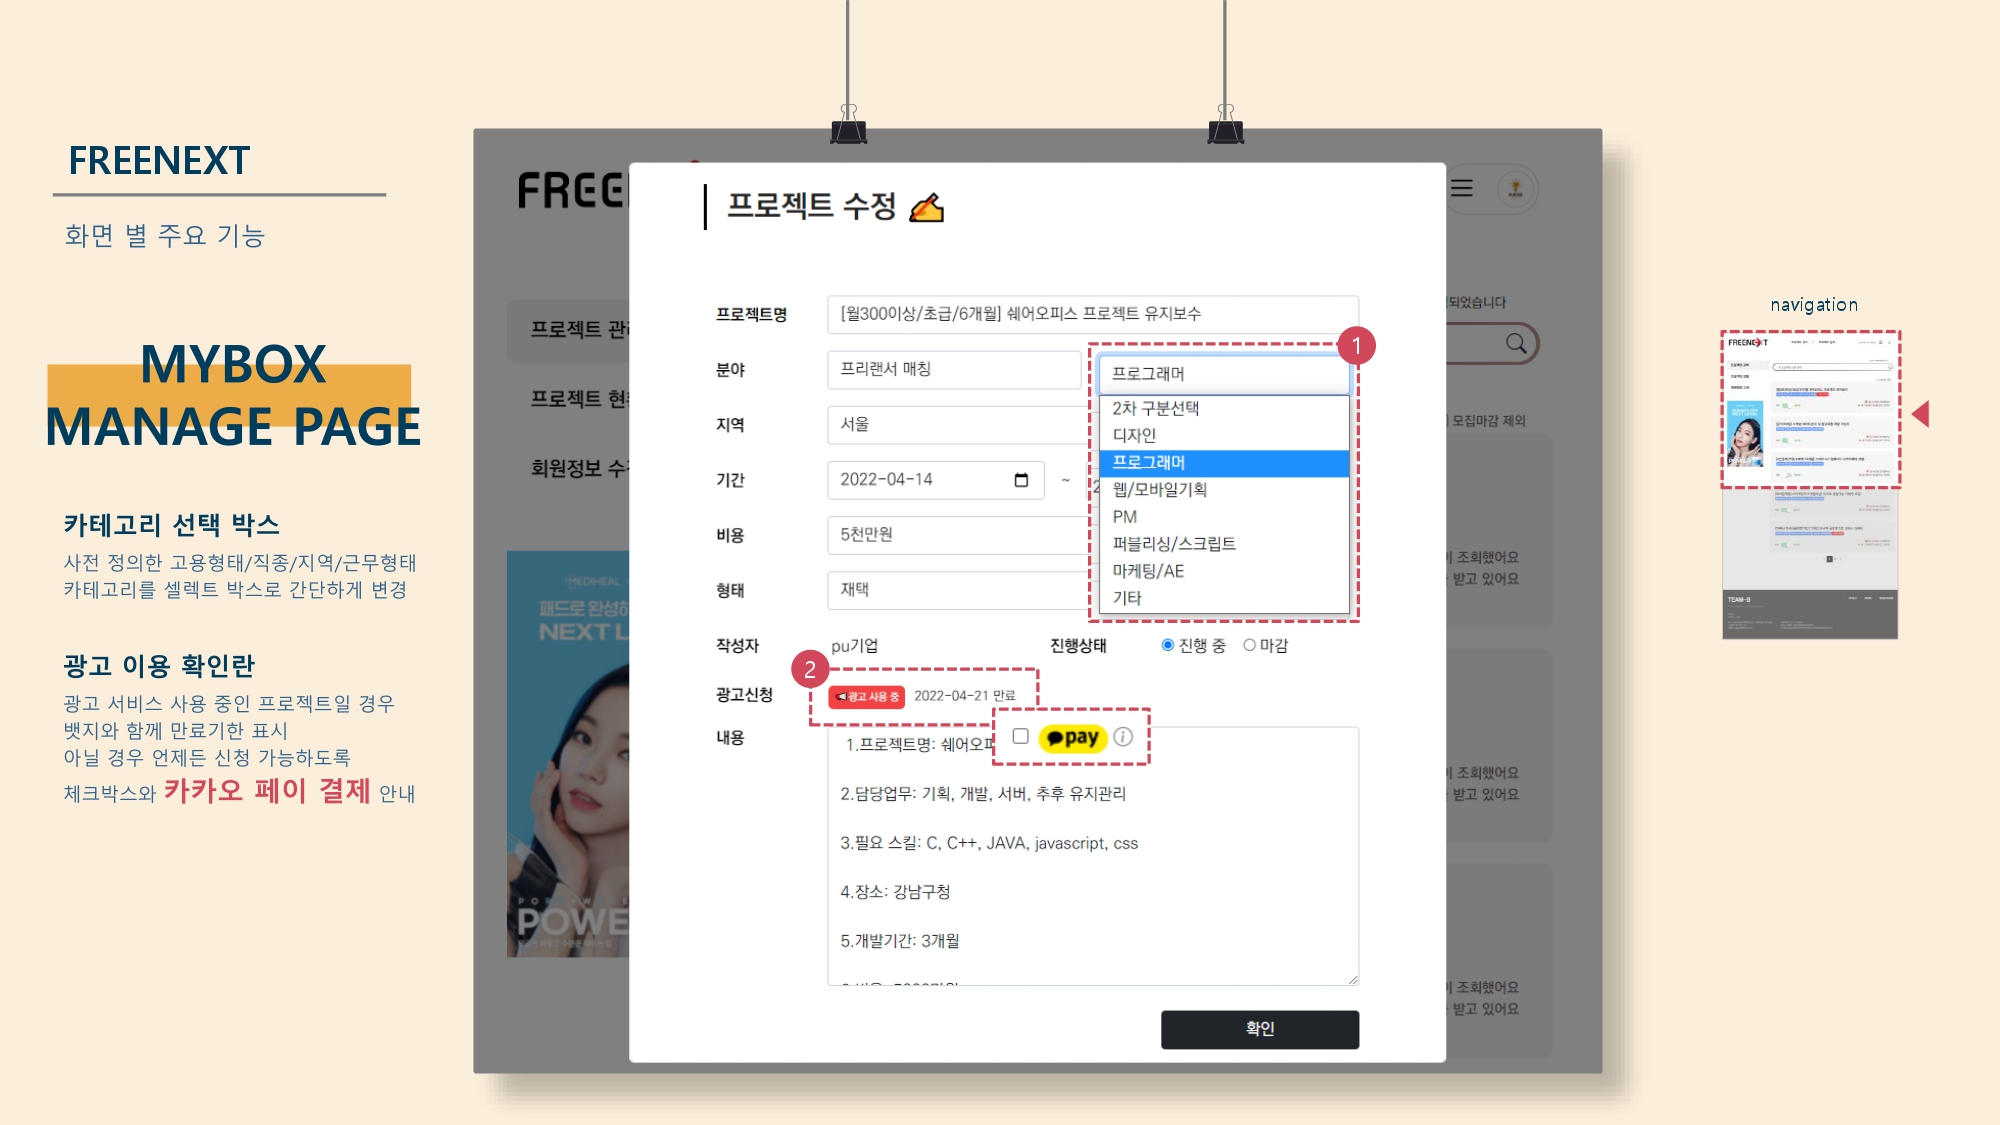 FREENEXT
화면 별 주요 기능
MYBOX
MANAGE PAGE
카테고리 선택 박스
사전 정의한 고용형태/직종/지역/근무형태
카테고리를 셀렉트 박스로 간단하게 변경
광고 이용 확인란
광고 서비스 사용 중인 프로젝트일 경우
뱃지와 함께 만료기한 표시
아닐 경우 언제든 신청 가능하도록
체크박스와 카카오 페이 결제 안내
FREE
프로젝트 관
프로젝트 현
회원정보 수
MEDIHEAL
패드로 완성하
NEXT L
POWE
프로젝트 수정
프로젝트명
[월300이상/초급/6개월] 쉐어오피스 프로젝트 유지보수
1
분야
프리랜서 매칭
프로그래머
2차 구분선택
디자인
프로그래머
웹/모바일기획
PM
퍼블리싱/스크립트
마케팅/AE
기타
지역
서울
기간
2022-04-14
~
2
비용
5천만원
형태
재택
작성자
pu기업
진행상태
진행 중
마감
2
광고신청
광고 사용 중
2022-04-21 만료
pay
내용
1.프로젝트명: 쉐어오피
2.담당업무: 기획, 개발, 서버, 추후 유지관리
3.필요 스킬: C, C++, JAVA, javascript, css
4.장소: 강남구청
5.개발기간: 3개월
확인
되었습니다
모집마감 제외
조회했어요
받고 있어요
조회했어요
받고 있어요
조회했어요
받고 있어요
navigation
FREENEXT
TEAM-B